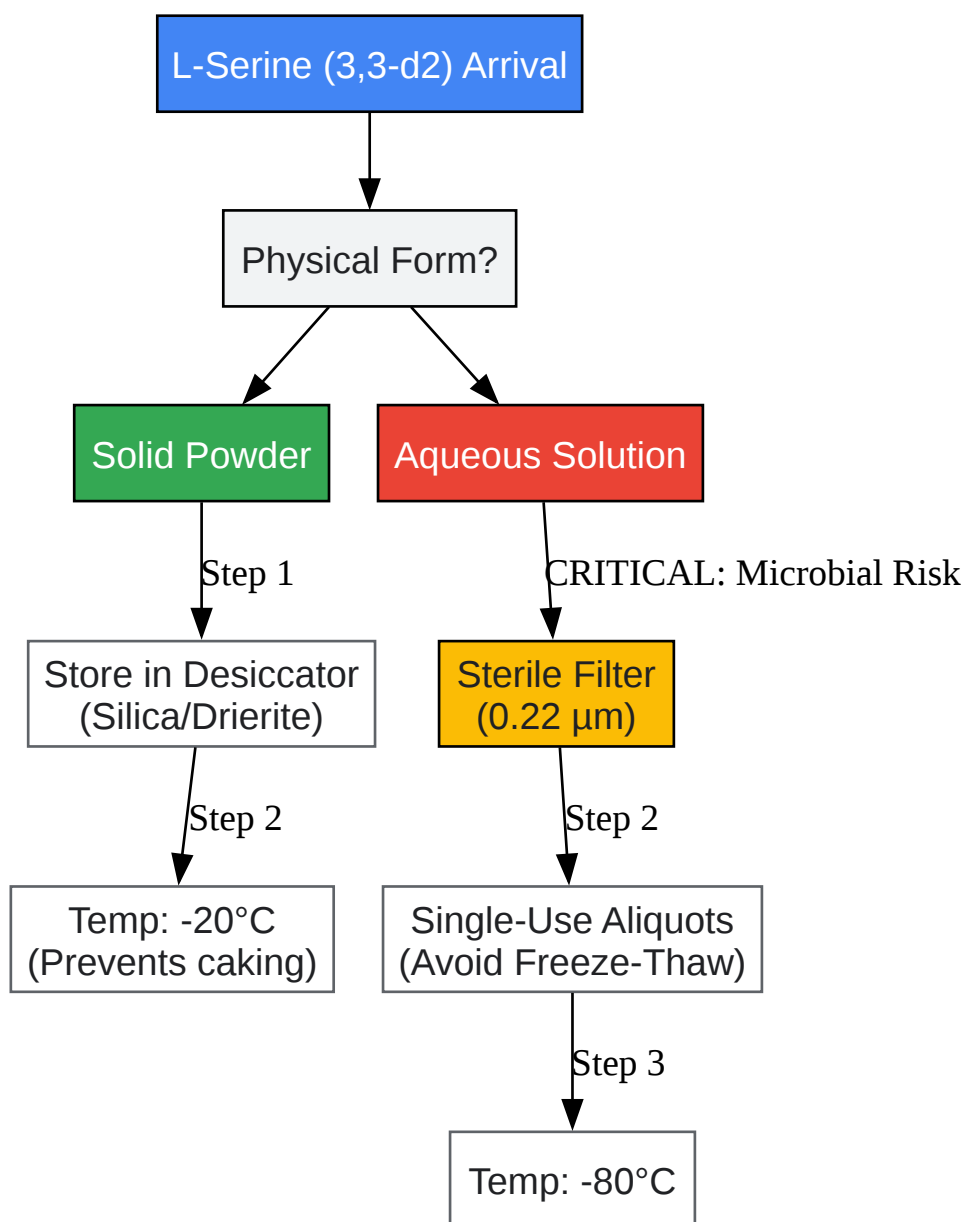 L-Serine (3,3-d2) Arrival
Physical Form?
Solid Powder
Aqueous Solution
Step 1
CRITICAL: Microbial Risk
Store in Desiccator
(Silica/Drierite)
Sterile Filter
(0.22 µm)
Step 2
Step 2
Temp: -20°C
(Prevents caking)
Single-Use Aliquots
(Avoid Freeze-Thaw)
Step 3
Temp: -80°C